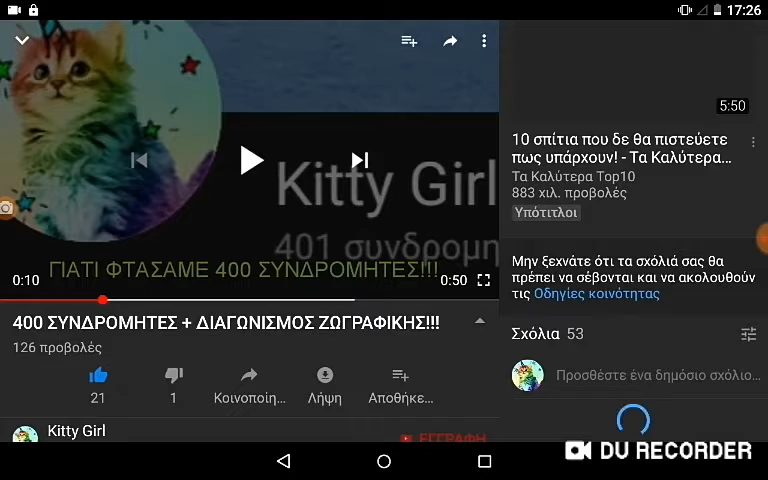 17:26
Kitty Girl
401 συνδρομη
ΓΙΑΤΙ ΦΤΑΣΑΜΕ 400 ΣΥΝΔΡΟΜΗΤΕΣ!!!
0:10
0:50
400 ΣΥΝΔΡΟΜΗΤΕΣ + ΔΙΑΓΩΝΙΣΜΟΣ ΖΩΓΡΑΦΙΚΗΣ!!!
126 προβολές
21
1
Κοινοποίη...
Λήψη
Αποθήκε...
Kitty Girl
ΕΓΓΡΑΦΗ
5:50
10 σπίτια που δε θα πιστεύετε
πως υπάρχουν! - Τα Καλύτερα...
Τα Καλύτερα Top10
883 χιλ. προβολές
Υπότιτλοι
Μην ξεχνάτε ότι τα σχόλιά σας θα
πρέπει να σέβονται και να ακολουθούν
τις Οδηγίες κοινότητας
Σχόλια 53
Προσθέστε ένα δημόσιο σχόλιο...
DU RECORDER